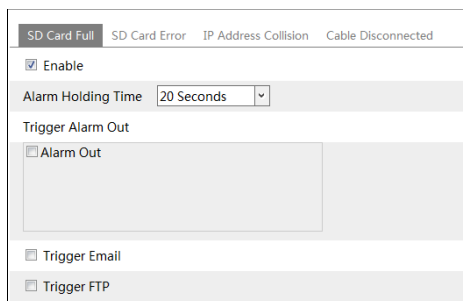 SD Card Full SD Card Error IP Address Collision Cable Disconnected
Enable
Alarm Holding Time 20 Seconds
Trigger Alarm Out
Alarm Out
Trigger Email
Trigger FTP